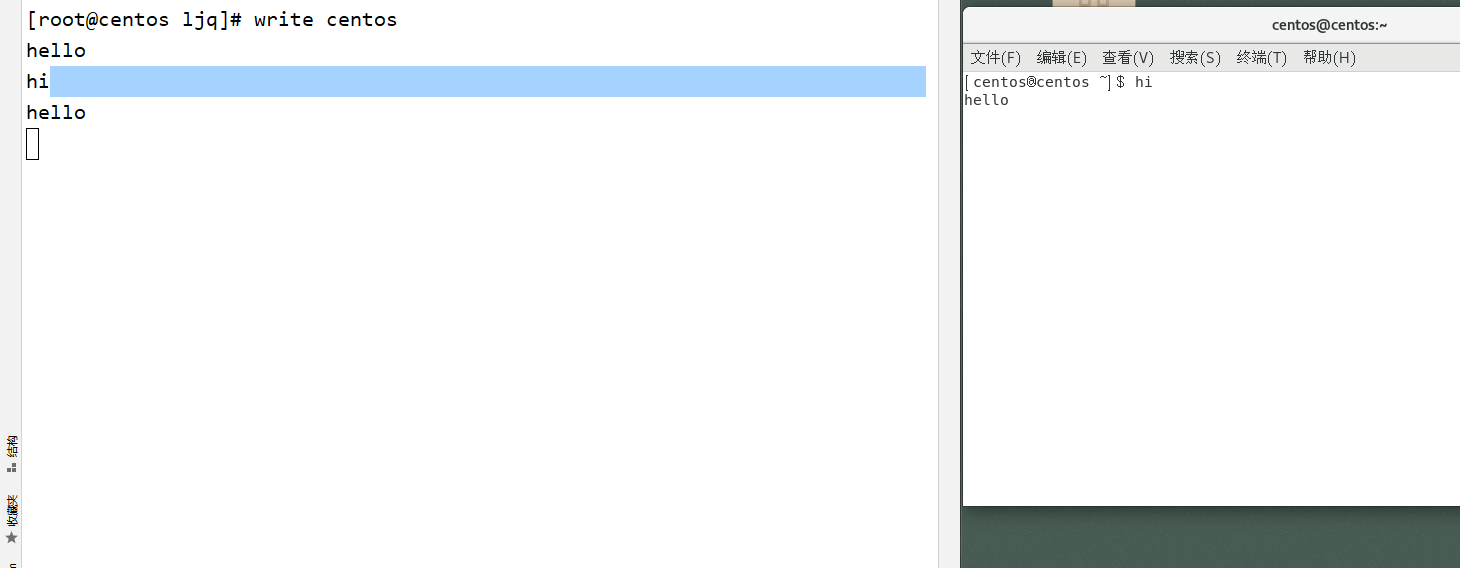 [root@centos ljq]# write centos
hello
hi
hello
结构
收藏夹
centos@centos:~
文件(F) 编辑(E) 查看(V) 搜索(S) 终端(T) 帮助(H)
[centos@centos ~]$ hi
hello